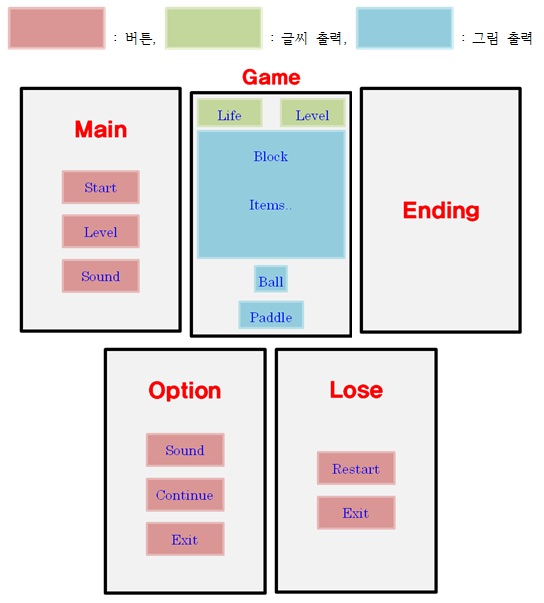 : 버튼, : 글씨 출력, : 그림 출력
Game
Main
Start
Level
Sound
Life Level
Block
Items..
Ball
Paddle
Ending
Option
Sound
Continue
Exit
Lose
Restart
Exit